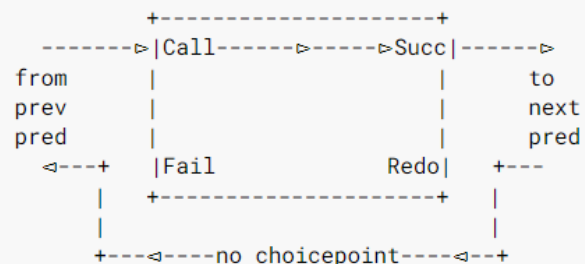 +---------------------+
-------▻|Call------▻-----▻Succ|------▻
from | | to
prev | | next
pred | | pred
◅---+ |Fail Redo| +---
| +---------------------+ |
| |
+---◅----no choicepoint----◅--+